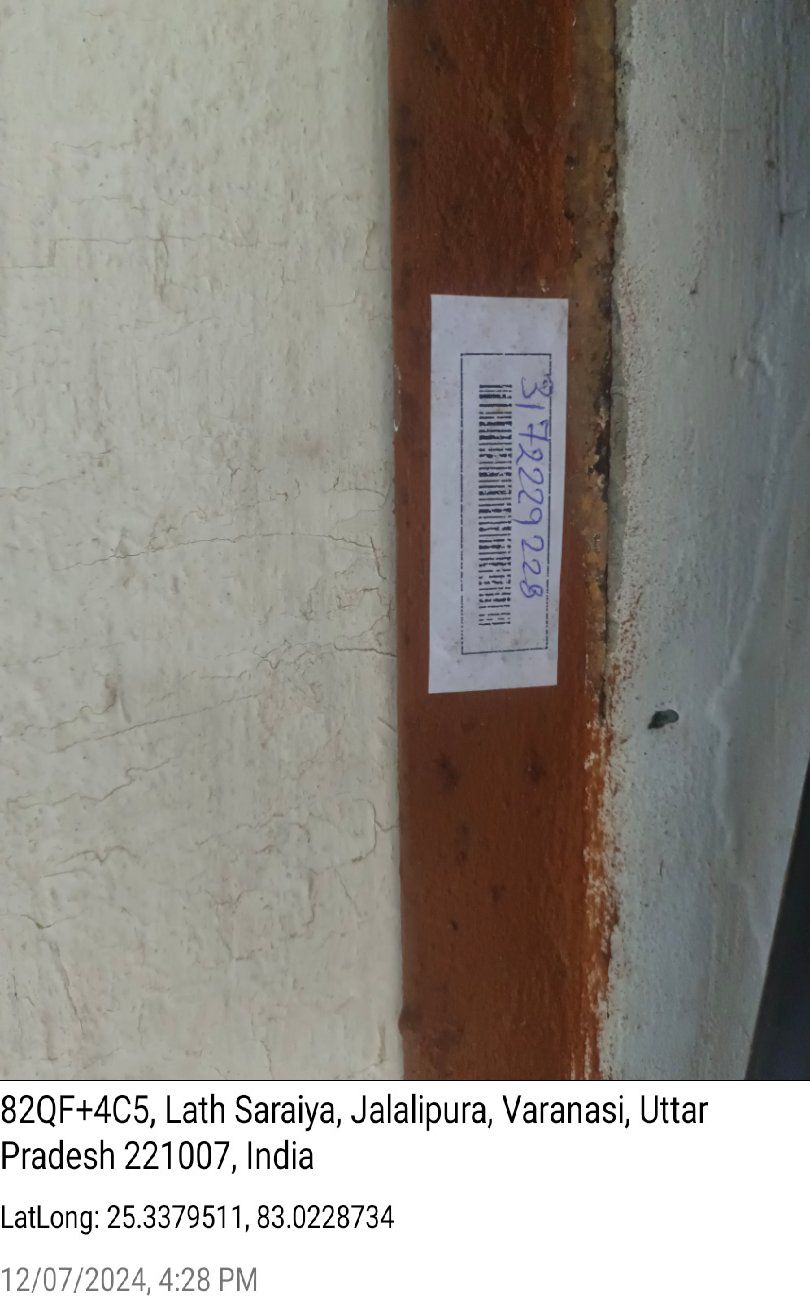 3172229228
82QF+4C5, Lath Saraiya, Jalalipura, Varanasi, Uttar
Pradesh 221007, India
LatLong: 25.3379511, 83.0228734
12/07/2024, 4:28 PM